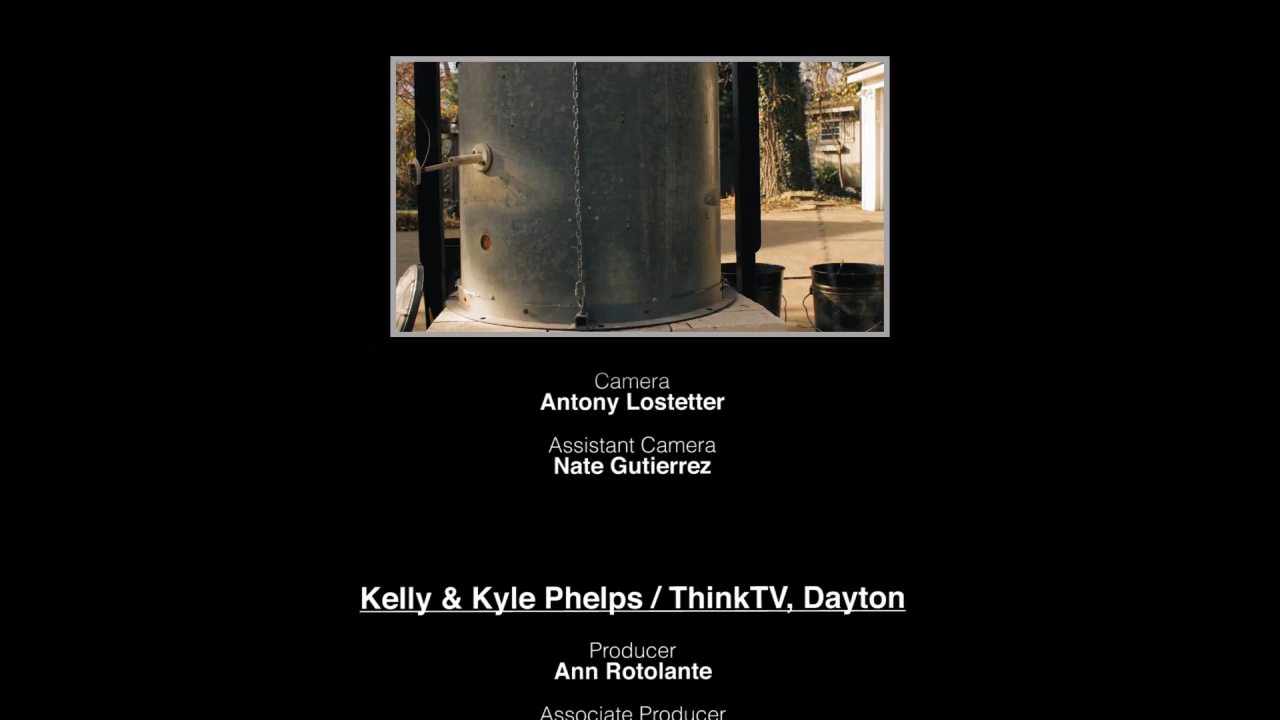 Camera
Antony Lostetter
Assistant Camera
Nate Gutierrez
Kelly & Kyle Phelps / ThinkTV, Dayton
Producer
Ann Rotolante
Associate Producer